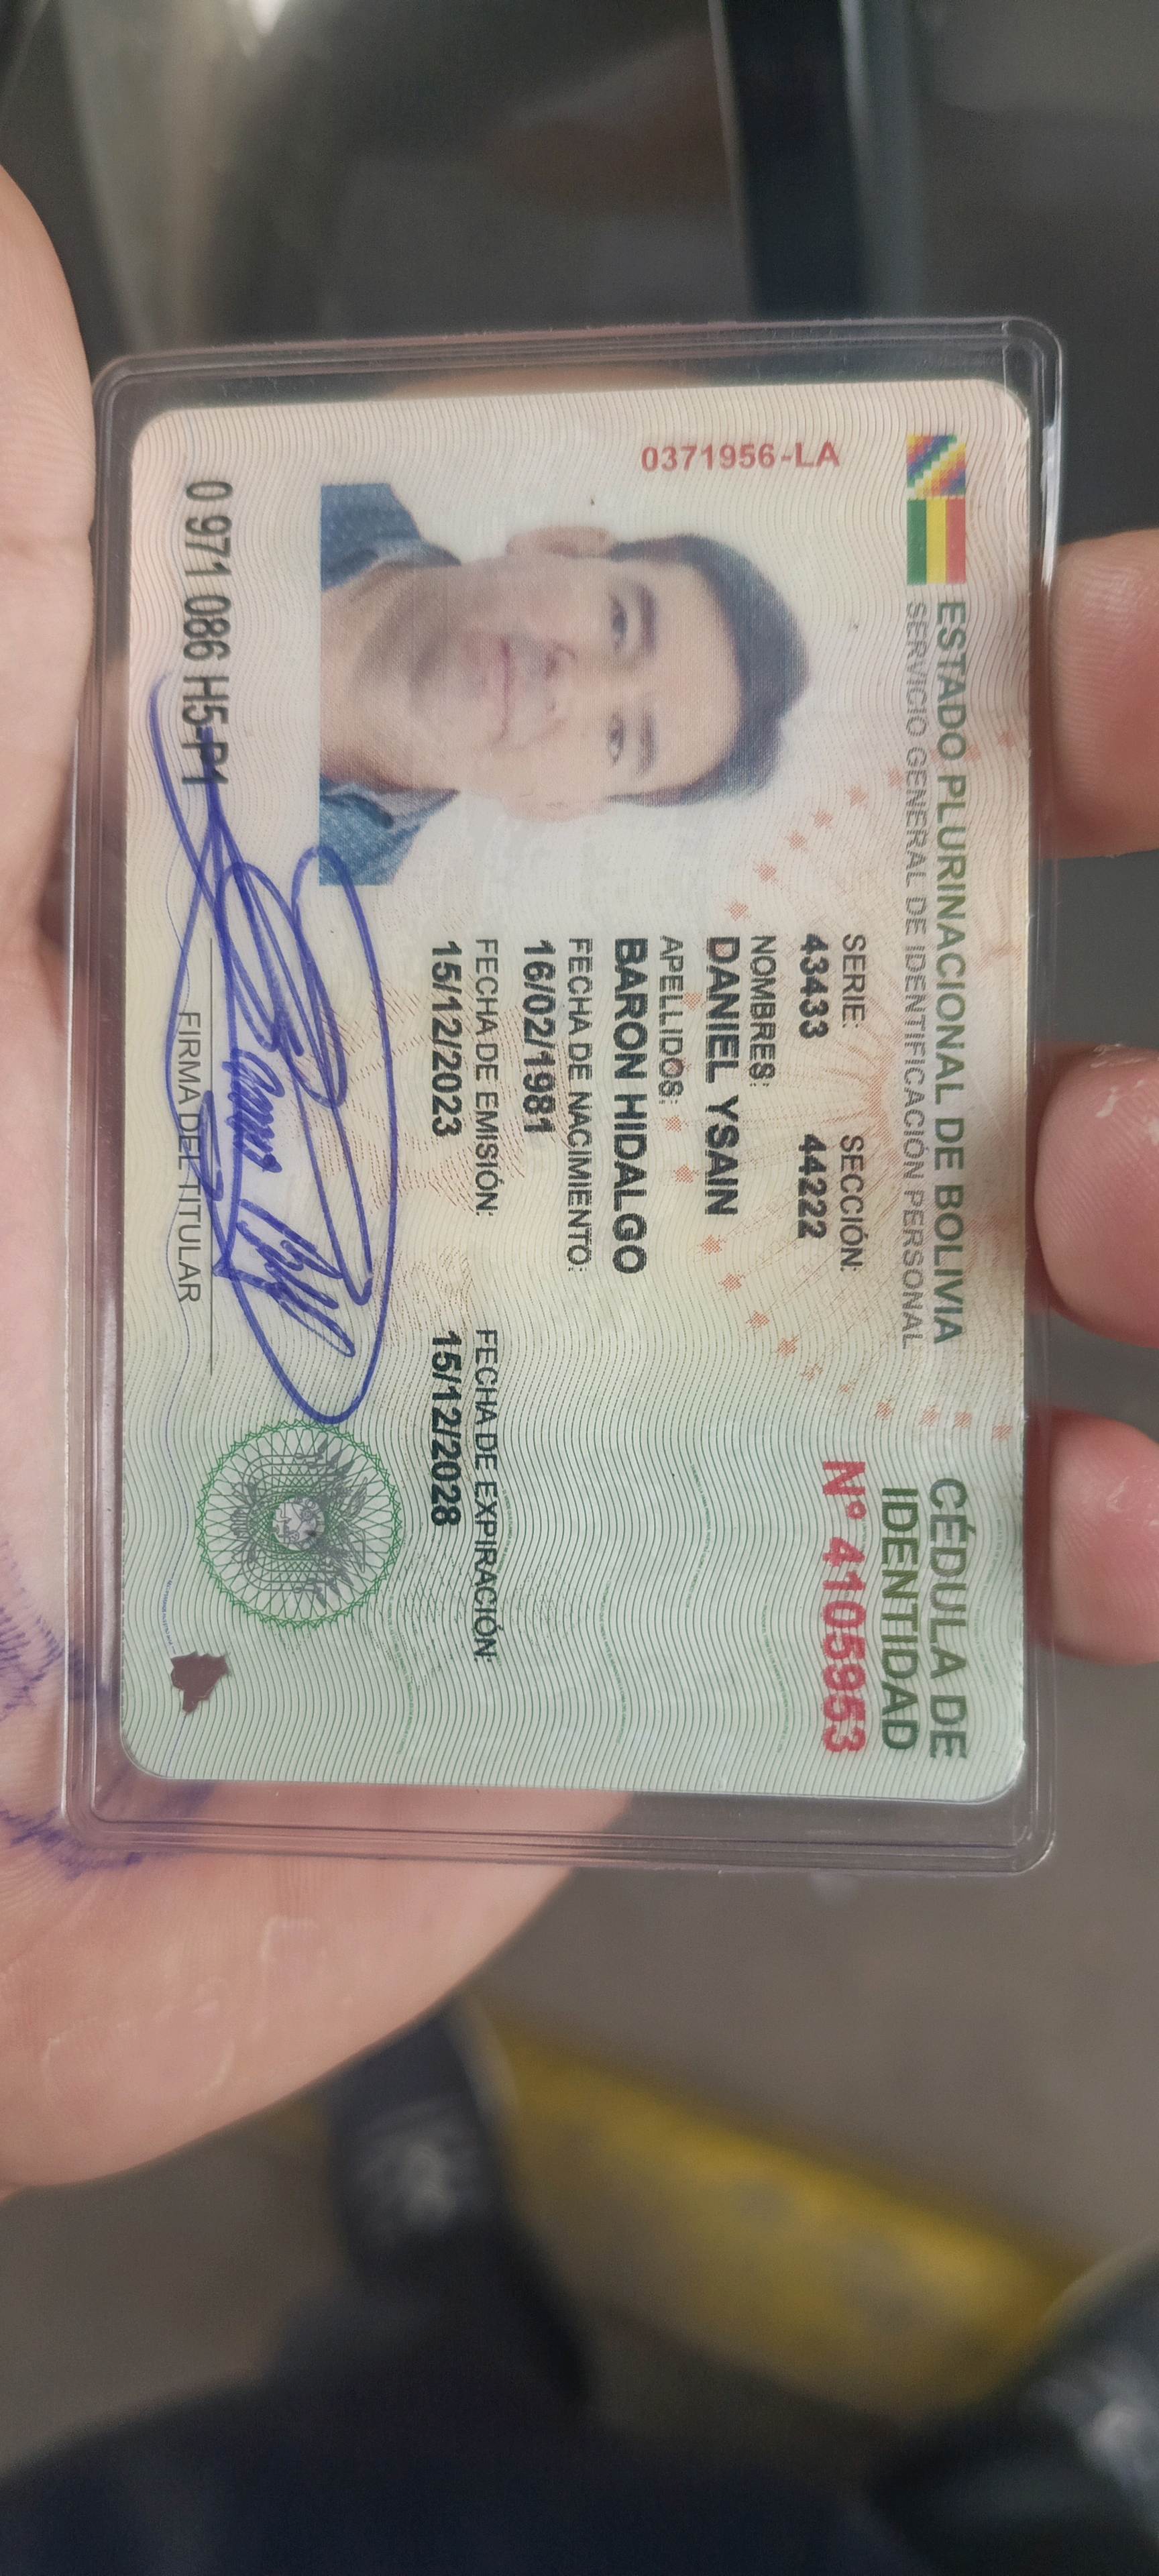 ESTADO PLURINACIONAL DE BOLIVIA
SERVICIO GENERAL DE IDENTIFICACIÓN PERSONAL
CÉDULA DE
IDENTIDAD
N° 4105953
0371956-LA
SERIE: SECCIÓN:
43433 44222
NOMBRES:
DANIEL YSAIN
APELLIDOS:
BARON HIDALGO
FECHA DE NACIMIENTO:
16/02/1981
FECHA DE EMISIÓN: FECHA DE EXPIRACIÓN:
15/12/2023 15/12/2028
0 971 086 H5-P1
FIRMA DEL TITULAR